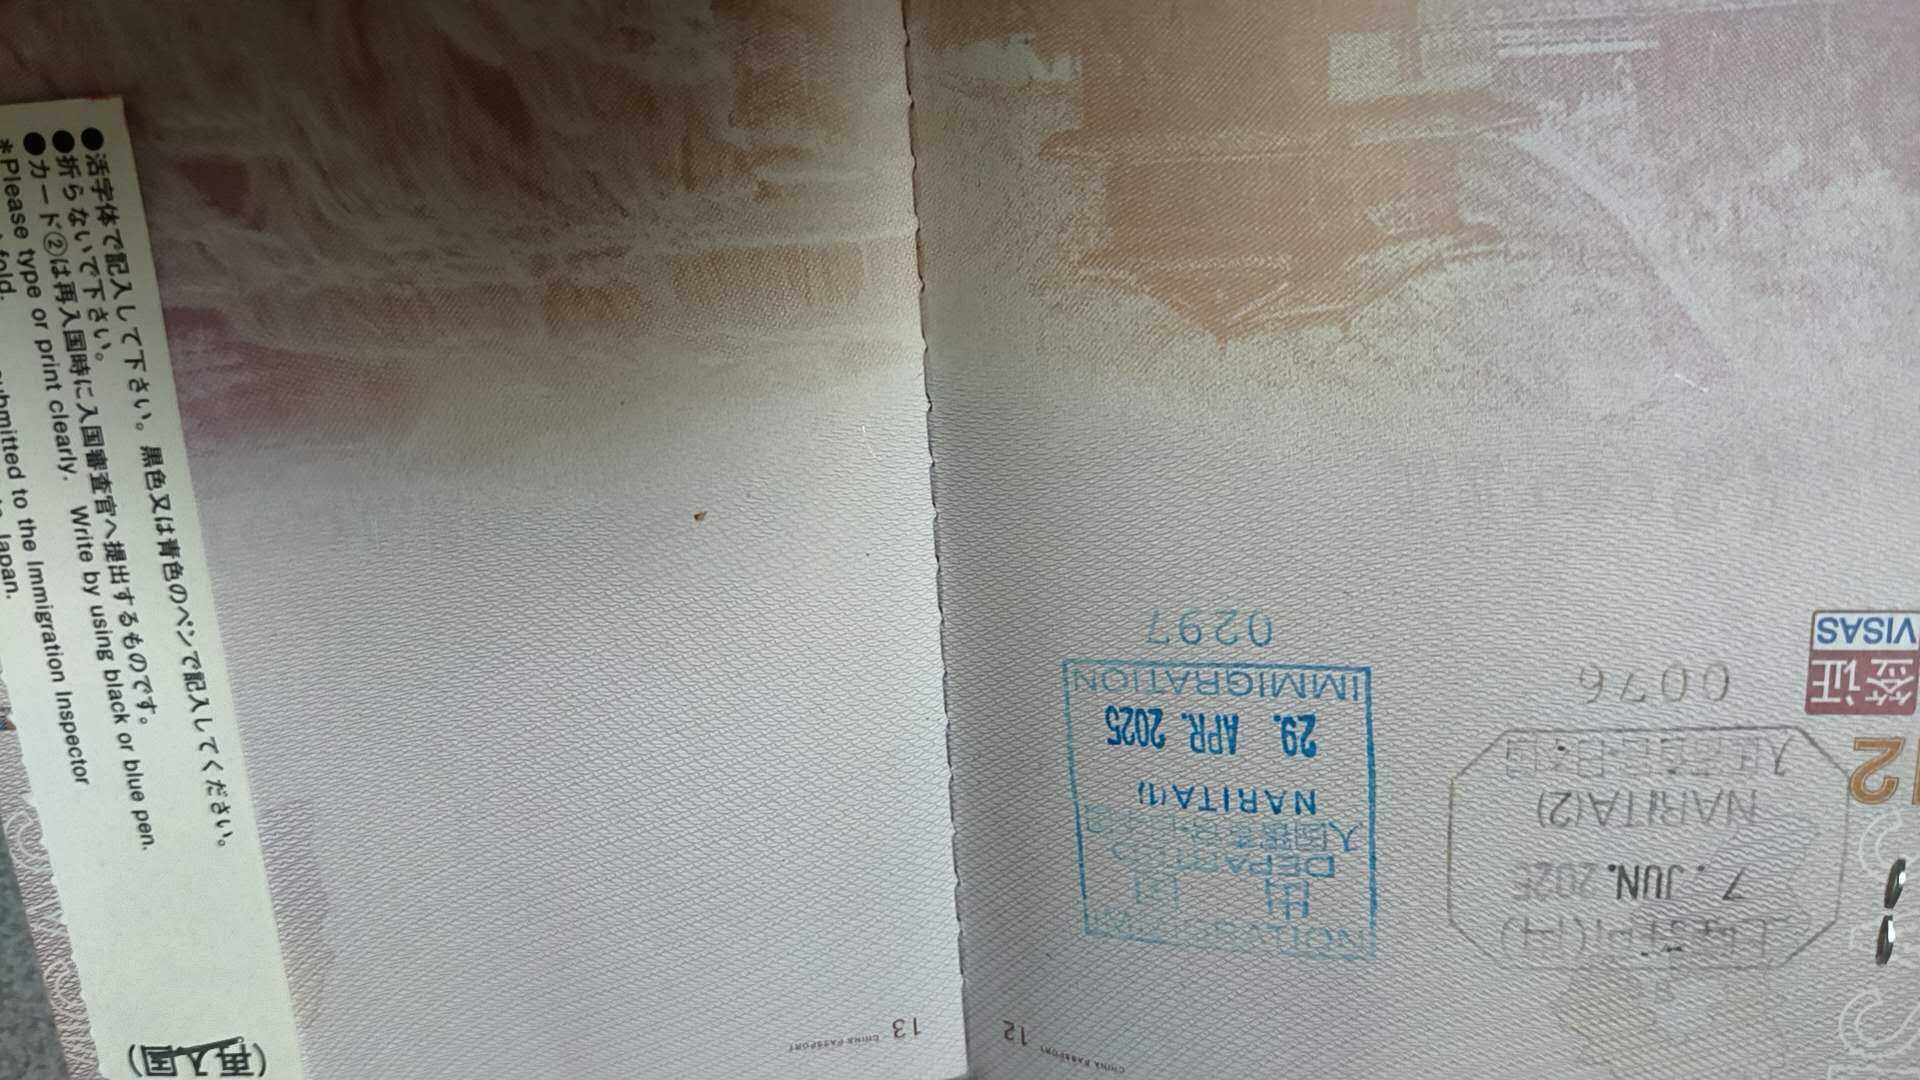 ●活字体で記入して下さい。黒色又は青色のペンで記入してください。
●折らないで下さい。
●カード②は再入国時に入国審査官へ提出するものです。
*Please type or print clearly. Write by using black or blue pen.
fold.
submitted to the Immigration Inspector
Japan.
(再入国)
13 CHINA PASSPORT
12 CHINA PASSPORT
0297
IMMIGRATION
29. APR. 2025
NARITA(1)
DEPARTED
出国
0076
NARITA(2)
7. JUN. 2025
上陸許可
VISAS
签证
12